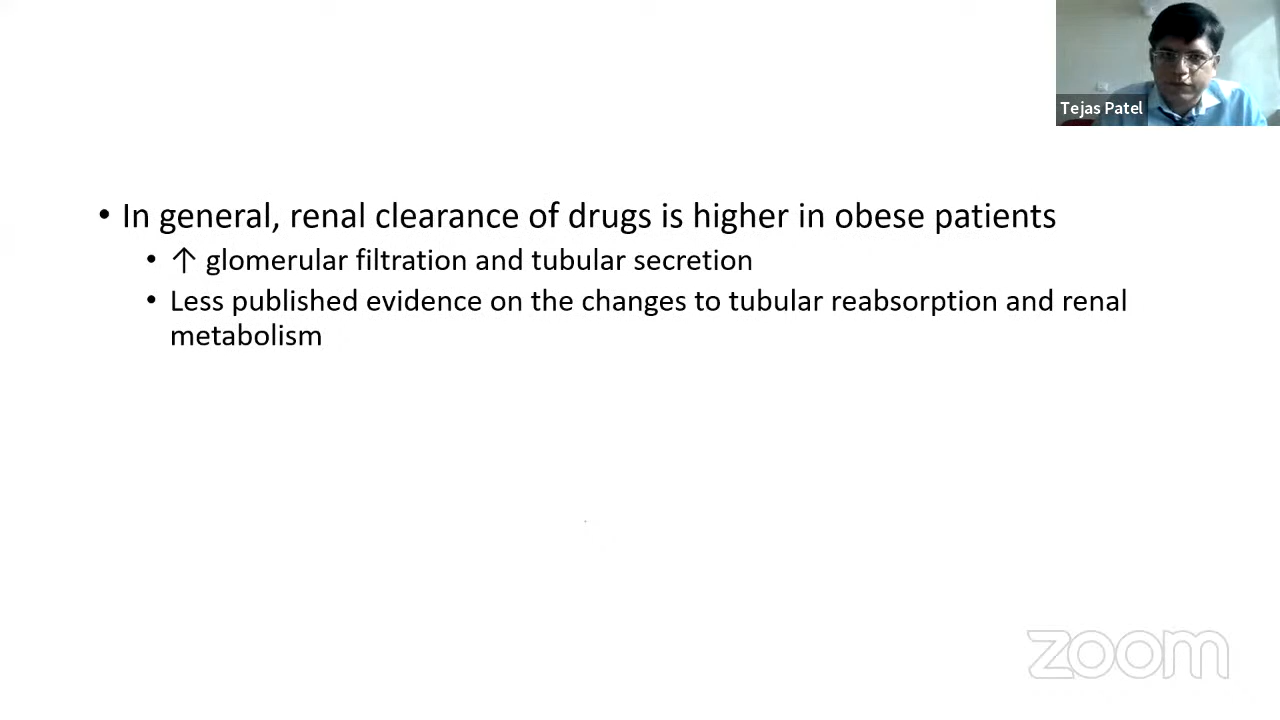 Tejas Patel
• In general, renal clearance of drugs is higher in obese patients
• ↑ glomerular filtration and tubular secretion
• Less published evidence on the changes to tubular reabsorption and renal
metabolism
zoom